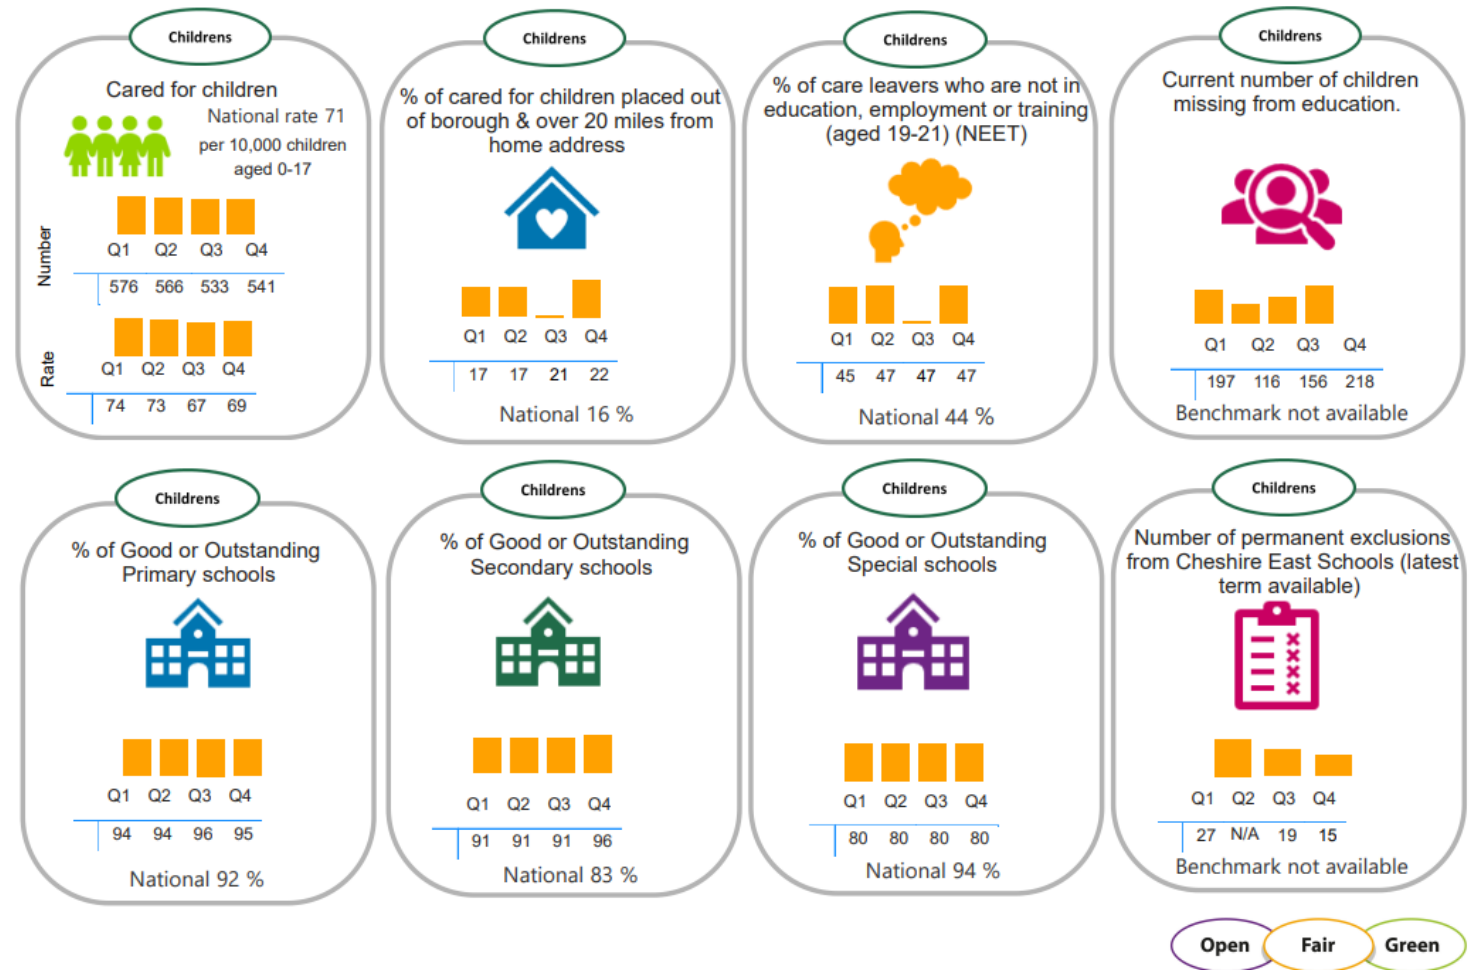 Childrens
Cared for children
National rate 71
per 10,000 children
aged 0-17
Number
Q1 Q2 Q3 Q4
576 566 533 541
Rate
Q1 Q2 Q3 Q4
74 73 67 69
Childrens
% of cared for children placed out
of borough & over 20 miles from
home address
Q1 Q2 Q3 Q4
17 17 21 22
National 16 %
Childrens
% of care leavers who are not in
education, employment or training
(aged 19-21) (NEET)
Q1 Q2 Q3 Q4
45 47 47 47
National 44 %
Childrens
Current number of children
missing from education.
Q1 Q2 Q3 Q4
197 116 156 218
Benchmark not available
Childrens
% of Good or Outstanding
Primary schools
Q1 Q2 Q3 Q4
94 94 96 95
National 92 %
Childrens
% of Good or Outstanding
Secondary schools
Q1 Q2 Q3 Q4
91 91 91 96
National 83 %
Childrens
% of Good or Outstanding
Special schools
Q1 Q2 Q3 Q4
80 80 80 80
National 94 %
Childrens
Number of permanent exclusions
from Cheshire East Schools (latest
term available)
Q1 Q2 Q3 Q4
27 N/A 19 15
Benchmark not available
Open Fair Green